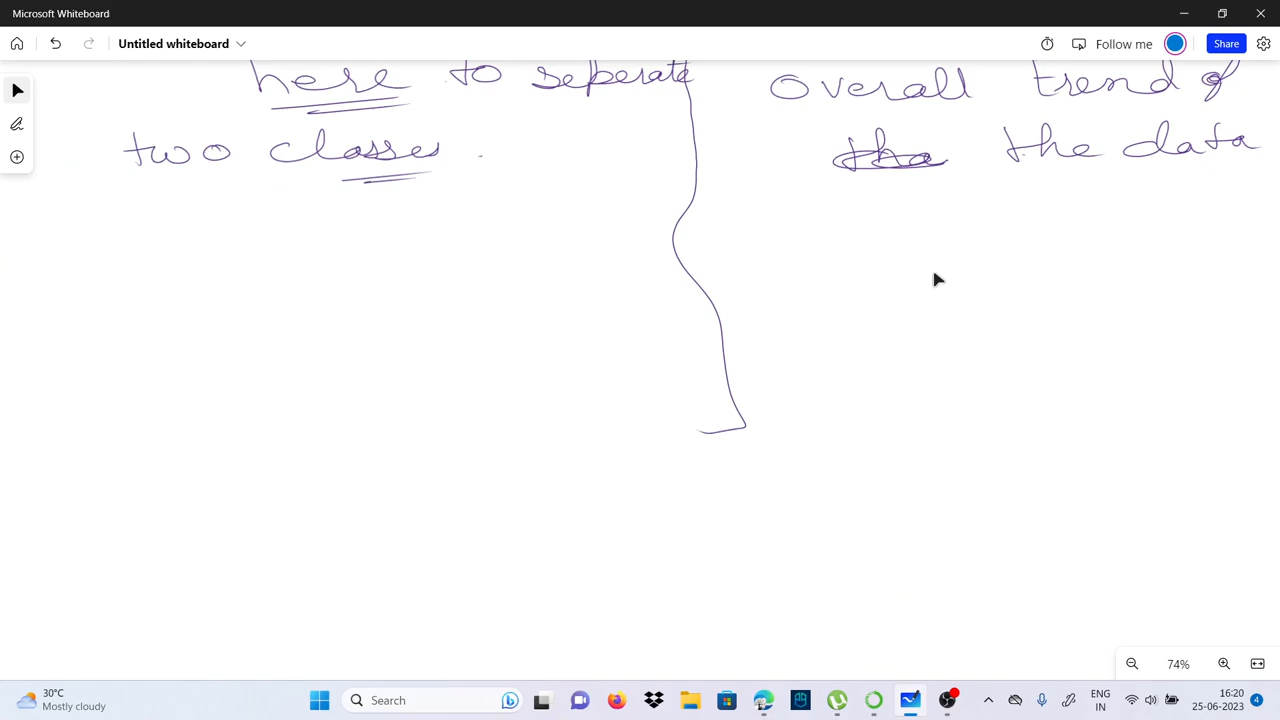 Microsoft Whiteboard
Untitled whiteboard
Follow me
Share
here to seperate
two classes.
overall trend of
the data
74%
30°C
Mostly cloudy
Search
ENG
IN
16:20
25-06-2023
4